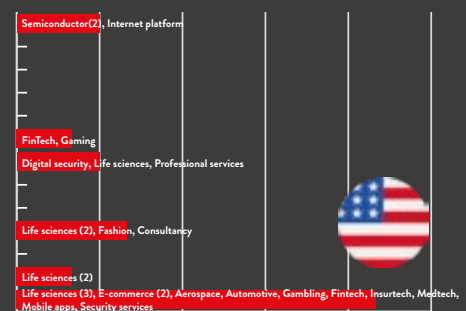 Semiconductor(2), Internet platform
FinTech, Gaming
Digital security, Life sciences, Professional services
Life sciences (2), Fashion, Consultancy
Life sciences (2)
Life sciences (3), E-commerce (2), Aerospace, Automotive, Gambling, Fintech, Insurtech, Medtech,
Mobile apps, Security services